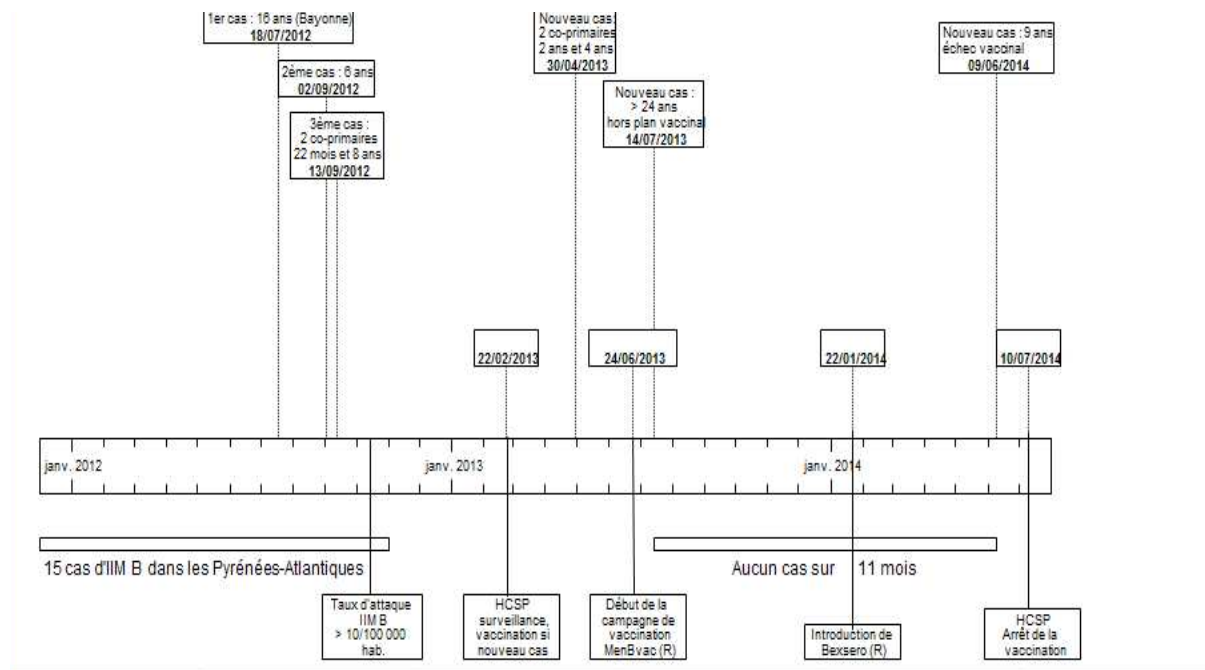 1er cas : 16 ans (Bayonne)
18/07/2012
2ème cas : 6 ans
02/09/2012
3ème cas :
2 co-primaires
22 mois et 8 ans
13/09/2012
Nouveau cas:
2 co-primaires
2 ans et 4 ans
30/04/2013
Nouveau cas :
> 24 ans
hors plan vaccinal
14/07/2013
Nouveau cas : 9 ans
échec vaccinal
09/06/2014
22/02/2013
24/06/2013
22/01/2014
10/07/2014
janv. 2012
janv. 2013
janv. 2014
15 cas d'IIM B dans les Pyrénées-Atlantiques
Aucun cas sur 11 mois
Taux d'attaque
IIM B
> 10/100 000
hab.
HCSP
surveillance,
vaccination si
nouveau cas
Début de la
campagne de
vaccination
MenBvac (R)
Introduction de
Bexsero (R)
HCSP
Arrêt de la
vaccination